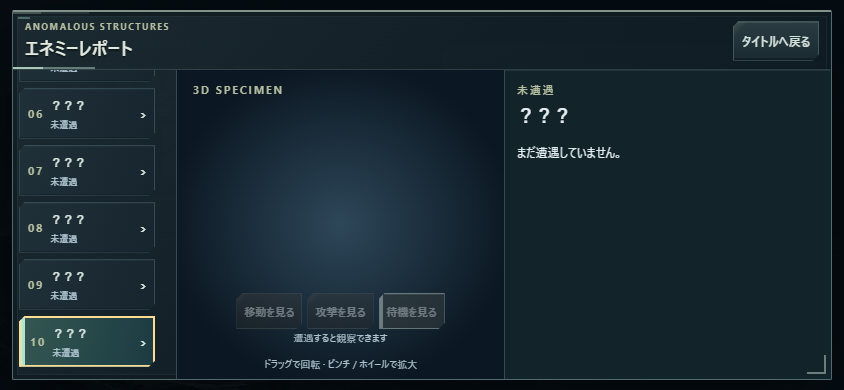 ANOMALOUS STRUCTURES
エネミーレポート
タイトルへ戻る
未遭遇
06 ？？？ ›
未遭遇
07 ？？？ ›
未遭遇
08 ？？？ ›
未遭遇
09 ？？？ ›
未遭遇
10 ？？？ ›
未遭遇
3D SPECIMEN
移動を見る 攻撃を見る 待機を見る
遭遇すると観察できます
ドラッグで回転・ピンチ / ホイールで拡大
未遭遇
？？？
まだ遭遇していません。